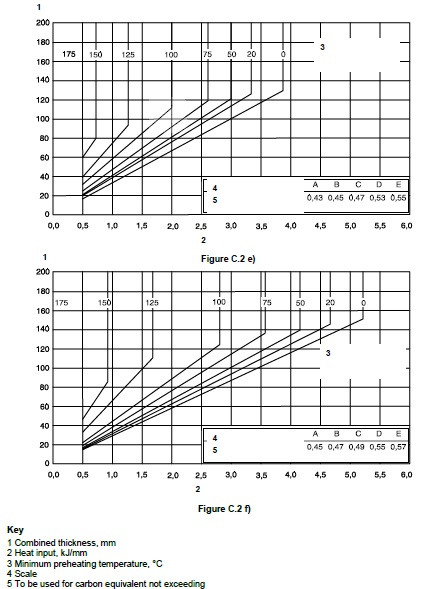 1
200
180
160
140
120
100
80
60
40
20
0
175 150 125 100 75 50 20 0
3
4
5
A B C D E
0,43 0,45 0,47 0,53 0,55
0,0 0,5 1,0 1,5 2,0 2,5 3,0 3,5 4,0 4,5 5,0 5,5 6,0
2
Figure C.2 e)
1
200
180
160
140
120
100
80
60
40
20
0
175 150 125 100 75 50 20 0
3
4
5
A B C D E
0,45 0,47 0,49 0,55 0,57
0,0 0,5 1,0 1,5 2,0 2,5 3,0 3,5 4,0 4,5 5,0 5,5 6,0
2
Figure C.2 f)
Key
1 Combined thickness, mm
2 Heat input, kJ/mm
3 Minimum preheating temperature, °C
4 Scale
5 To be used for carbon equivalent not exceeding